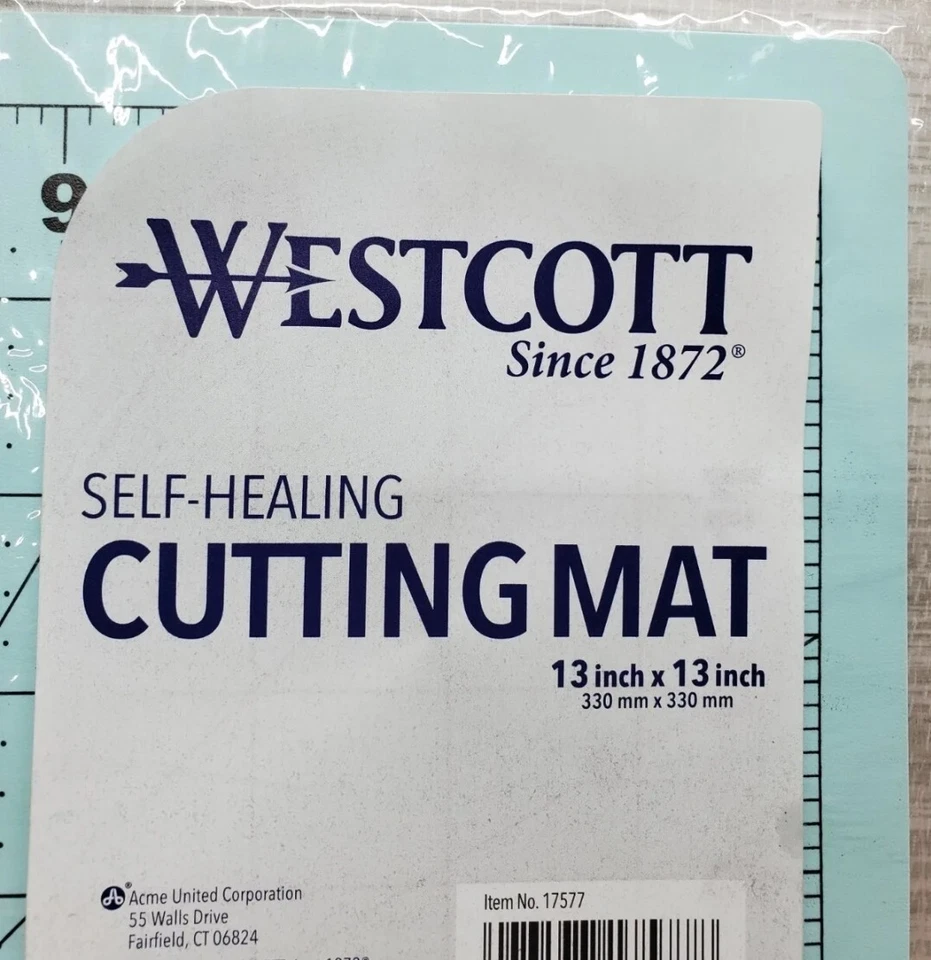 9
WESTCOTT
Since 1872®
SELF-HEALING
CUTTING MAT
13 inch x 13 inch
330 mm x 330 mm
Acme United Corporation
55 Walls Drive
Fairfield, CT 06824
Item No. 17577